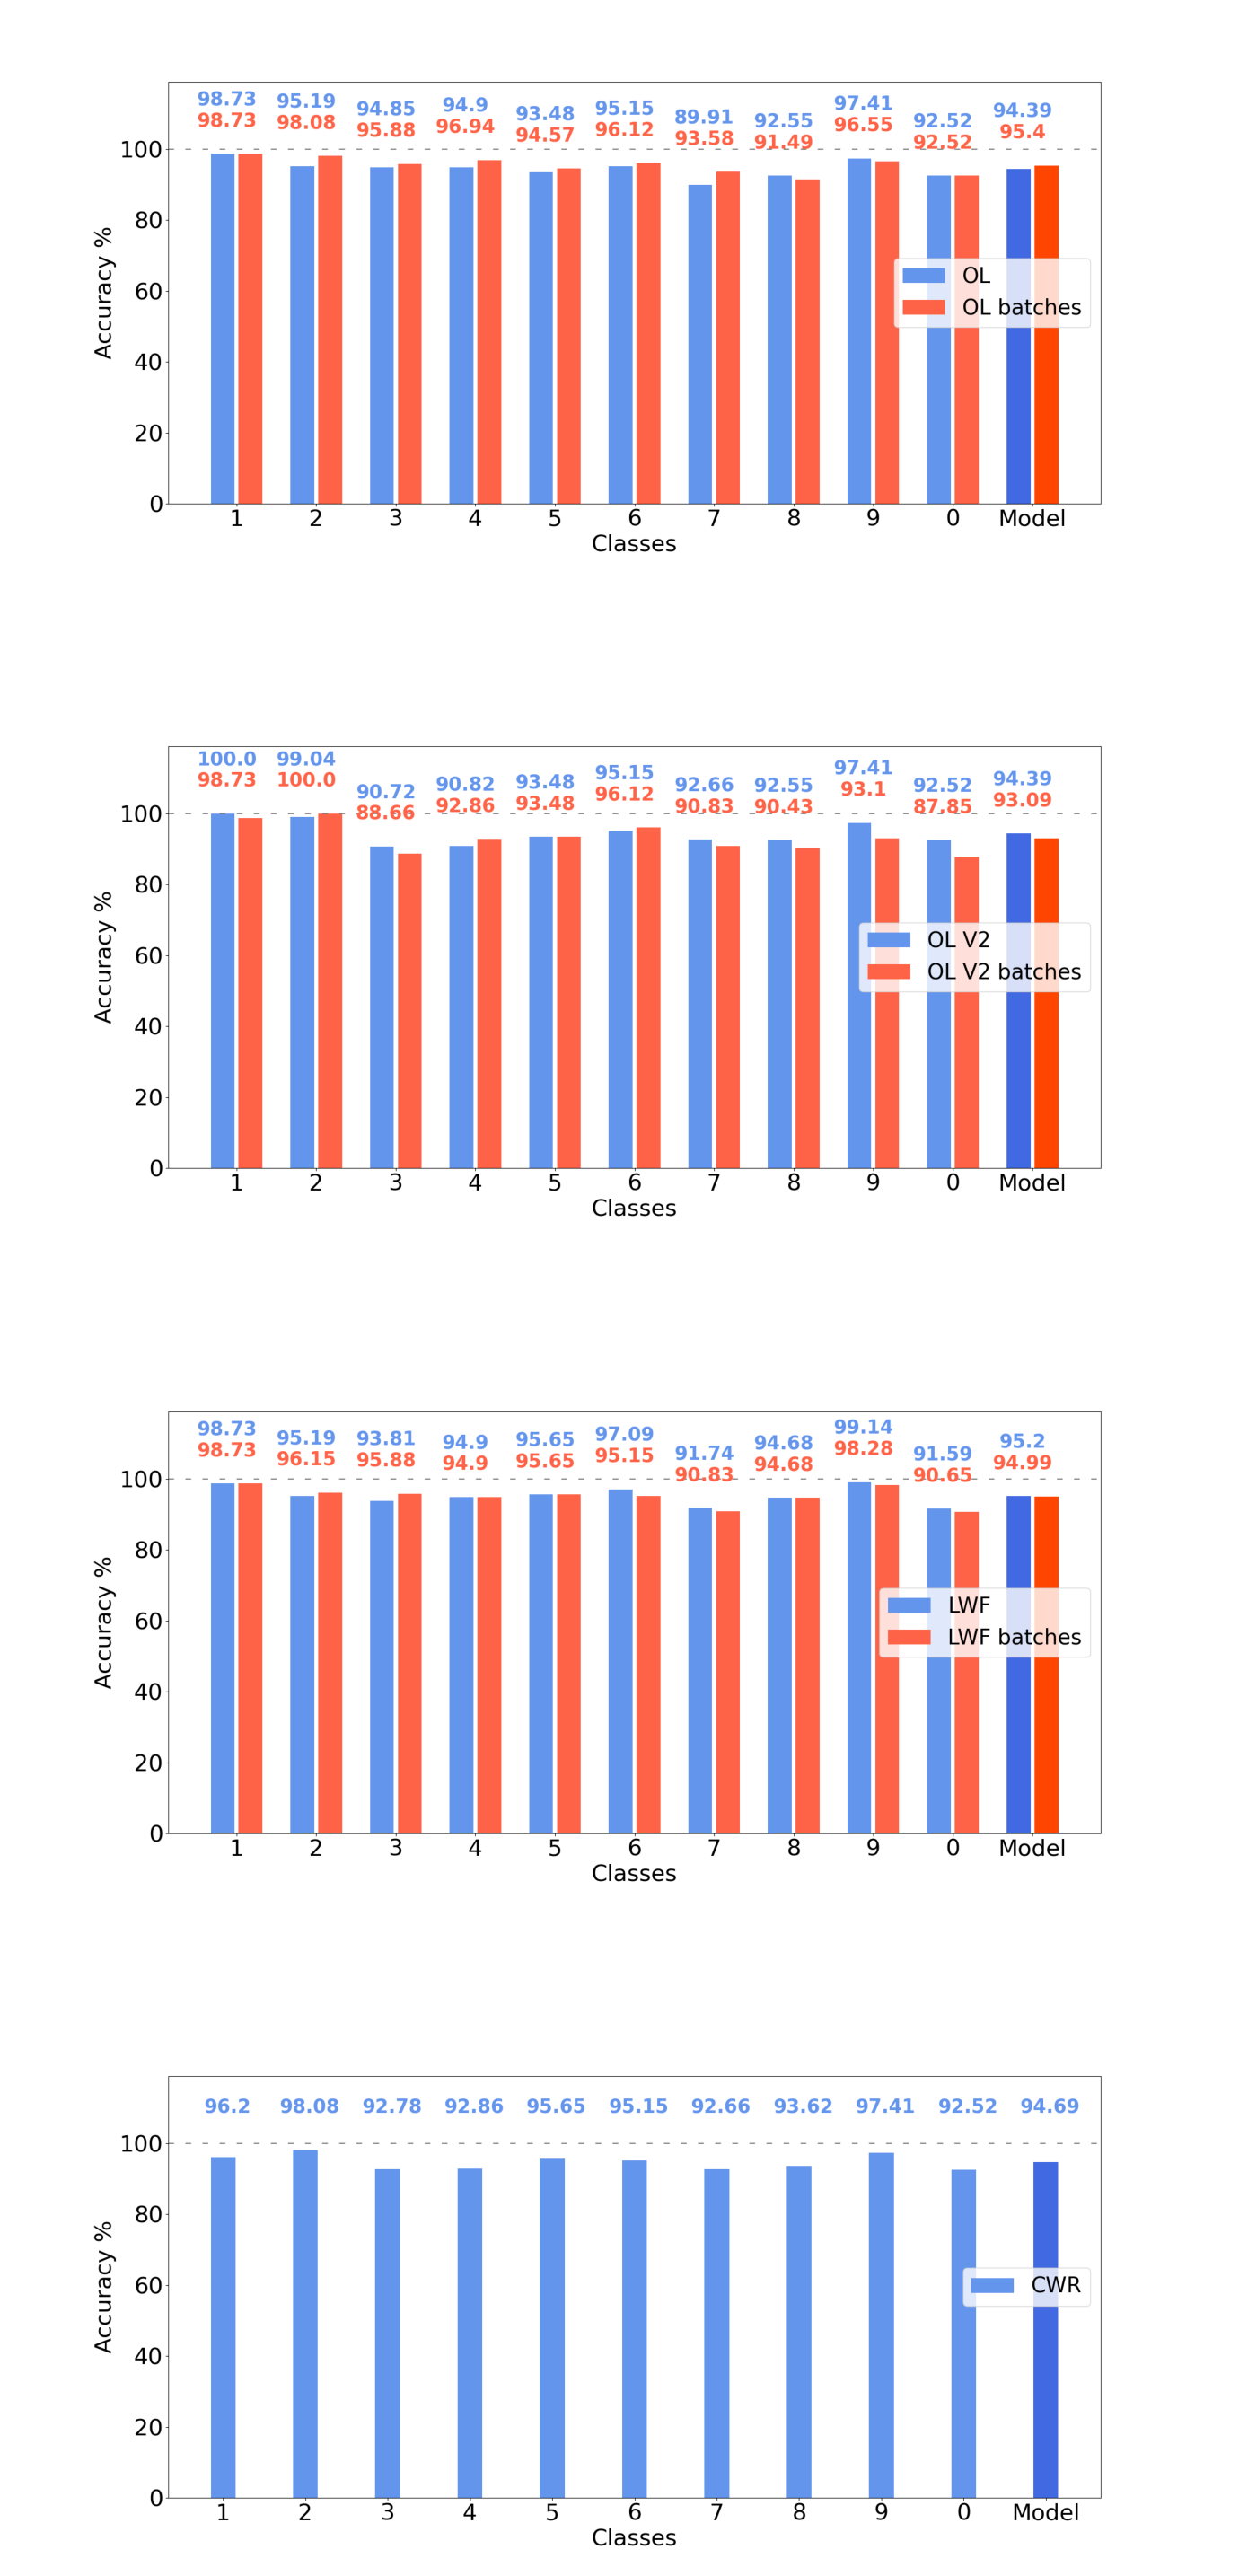 98.73 95.19 94.85 94.9 93.48 95.15 89.91 92.55 97.41 92.52 94.39
98.73 98.08 95.88 96.94 94.57 96.12 93.58 91.49 96.55 92.52 95.4
100
80
60
40
20
0
Accuracy %
OL
OL batches
1 2 3 4 5 6 7 8 9 0 Model
Classes
100.0 99.04 90.72 90.82 93.48 95.15 92.66 92.55 97.41 92.52 94.39
98.73 100.0 88.66 92.86 93.48 96.12 90.83 90.43 93.1 87.85 93.09
100
80
60
40
20
0
Accuracy %
OL V2
OL V2 batches
1 2 3 4 5 6 7 8 9 0 Model
Classes
98.73 95.19 93.81 94.9 95.65 97.09 91.74 94.68 99.14 91.59 95.2
98.73 96.15 95.88 94.9 95.65 95.15 90.83 94.68 98.28 90.65 94.99
100
80
60
40
20
0
Accuracy %
LWF
LWF batches
1 2 3 4 5 6 7 8 9 0 Model
Classes
96.2 98.08 92.78 92.86 95.65 95.15 92.66 93.62 97.41 92.52 94.69
100
80
60
40
20
0
Accuracy %
CWR
1 2 3 4 5 6 7 8 9 0 Model
Classes